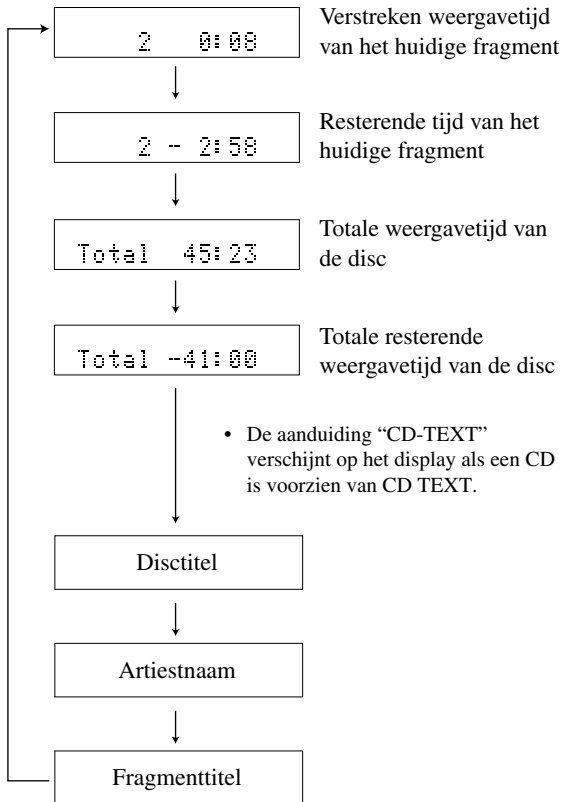 2 0:08
Verstreken weergavetijd
van het huidige fragment
2 - 2:58
Resterende tijd van het
huidige fragment
Total 45:23
Totale weergavetijd van
de disc
Total -41:00
Totale resterende
weergavetijd van de disc
• De aanduiding “CD-TEXT”
verschijnt op het display als een CD
is voorzien van CD TEXT.
Disctitel
Artiestnaam
Fragmenttitel